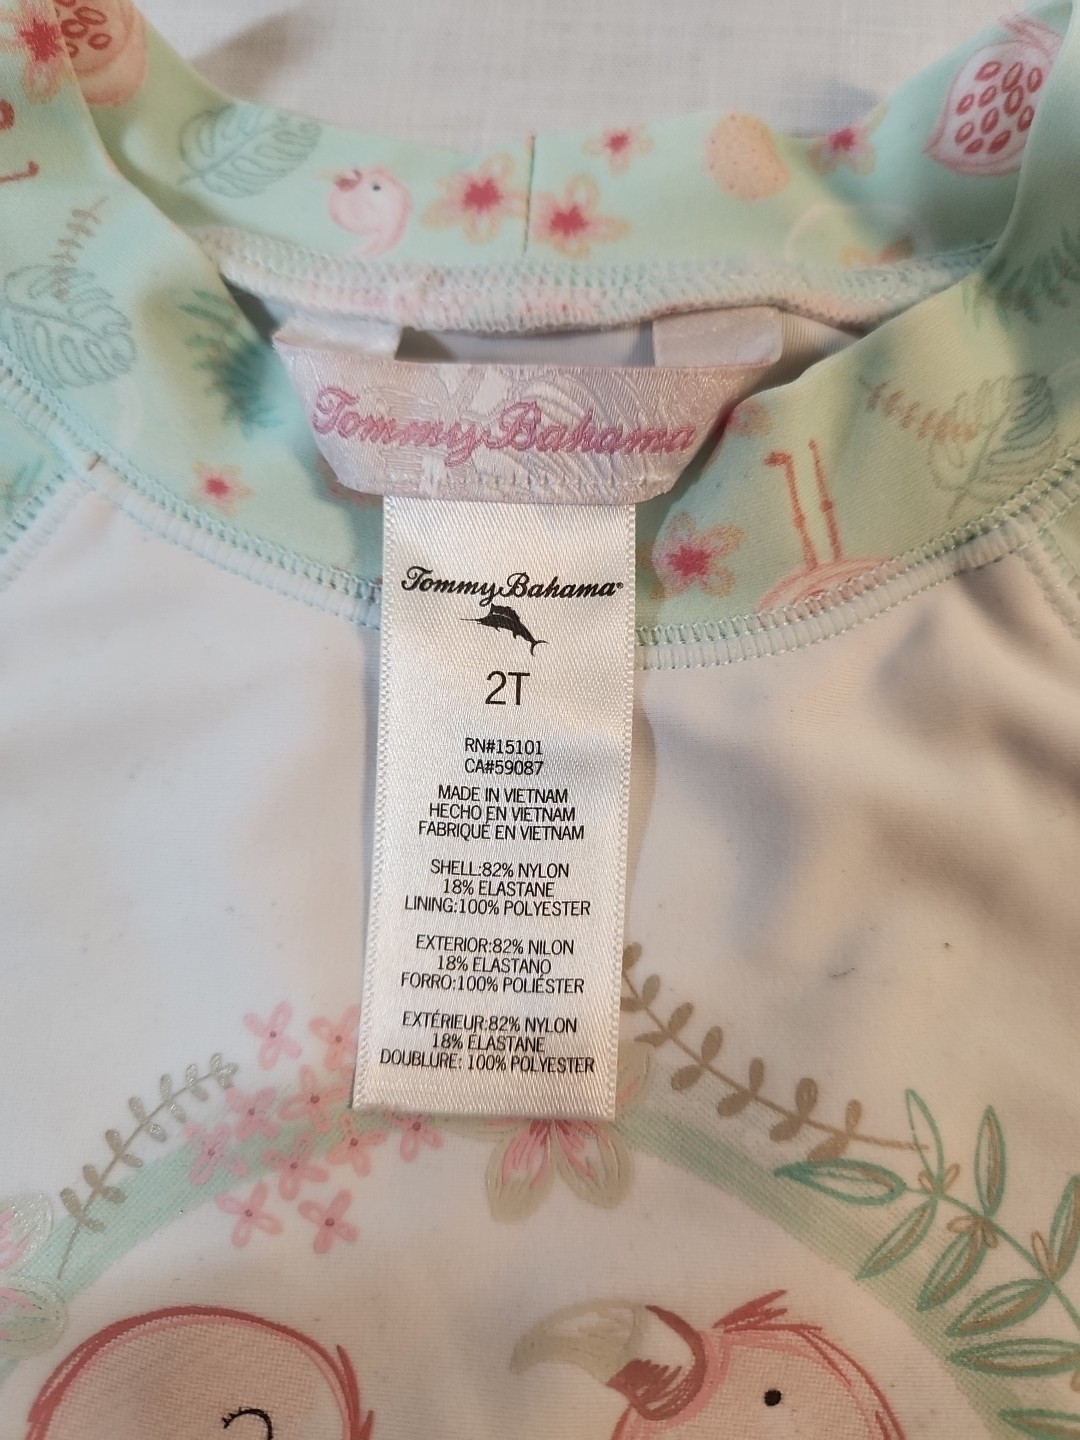 Tommy Bahama
Tommy Bahama®
2T
RN#15101
CA#59087
MADE IN VIETNAM
HECHO EN VIETNAM
FABRIQUÉ EN VIETNAM
SHELL:82% NYLON
18% ELASTANE
LINING:100% POLYESTER
EXTERIOR:82% NILON
18% ELASTANO
FORRO:100% POLIÉSTER
EXTÉRIEUR:82% NYLON
18% ÉLASTANE
DOUBLURE: 100% POLYESTER